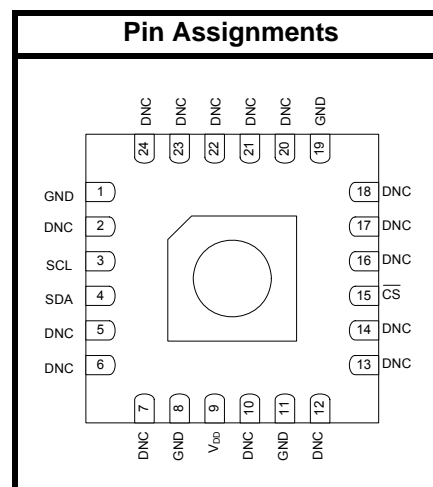 Pin Assignments
DNC DNC DNC DNC DNC GND
24 23 22 21 20 19
GND 1 18 DNC
DNC 2 17 DNC
SCL 3 16 DNC
SDA 4 15 CS
DNC 5 14 DNC
DNC 6 13 DNC
7 8 9 10 11 12
DNC GND VDD DNC GND DNC